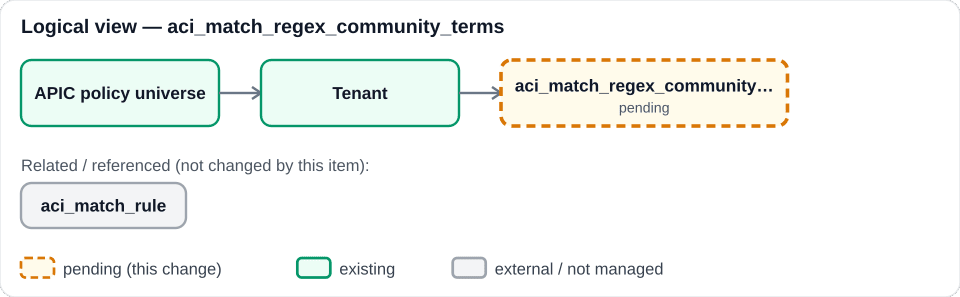 Logical view — aci_match_regex_community_terms
APIC policy universe
Tenant
aci_match_regex_community…
pending
Related / referenced (not changed by this item):
aci_match_rule
pending (this change)
existing
external / not managed